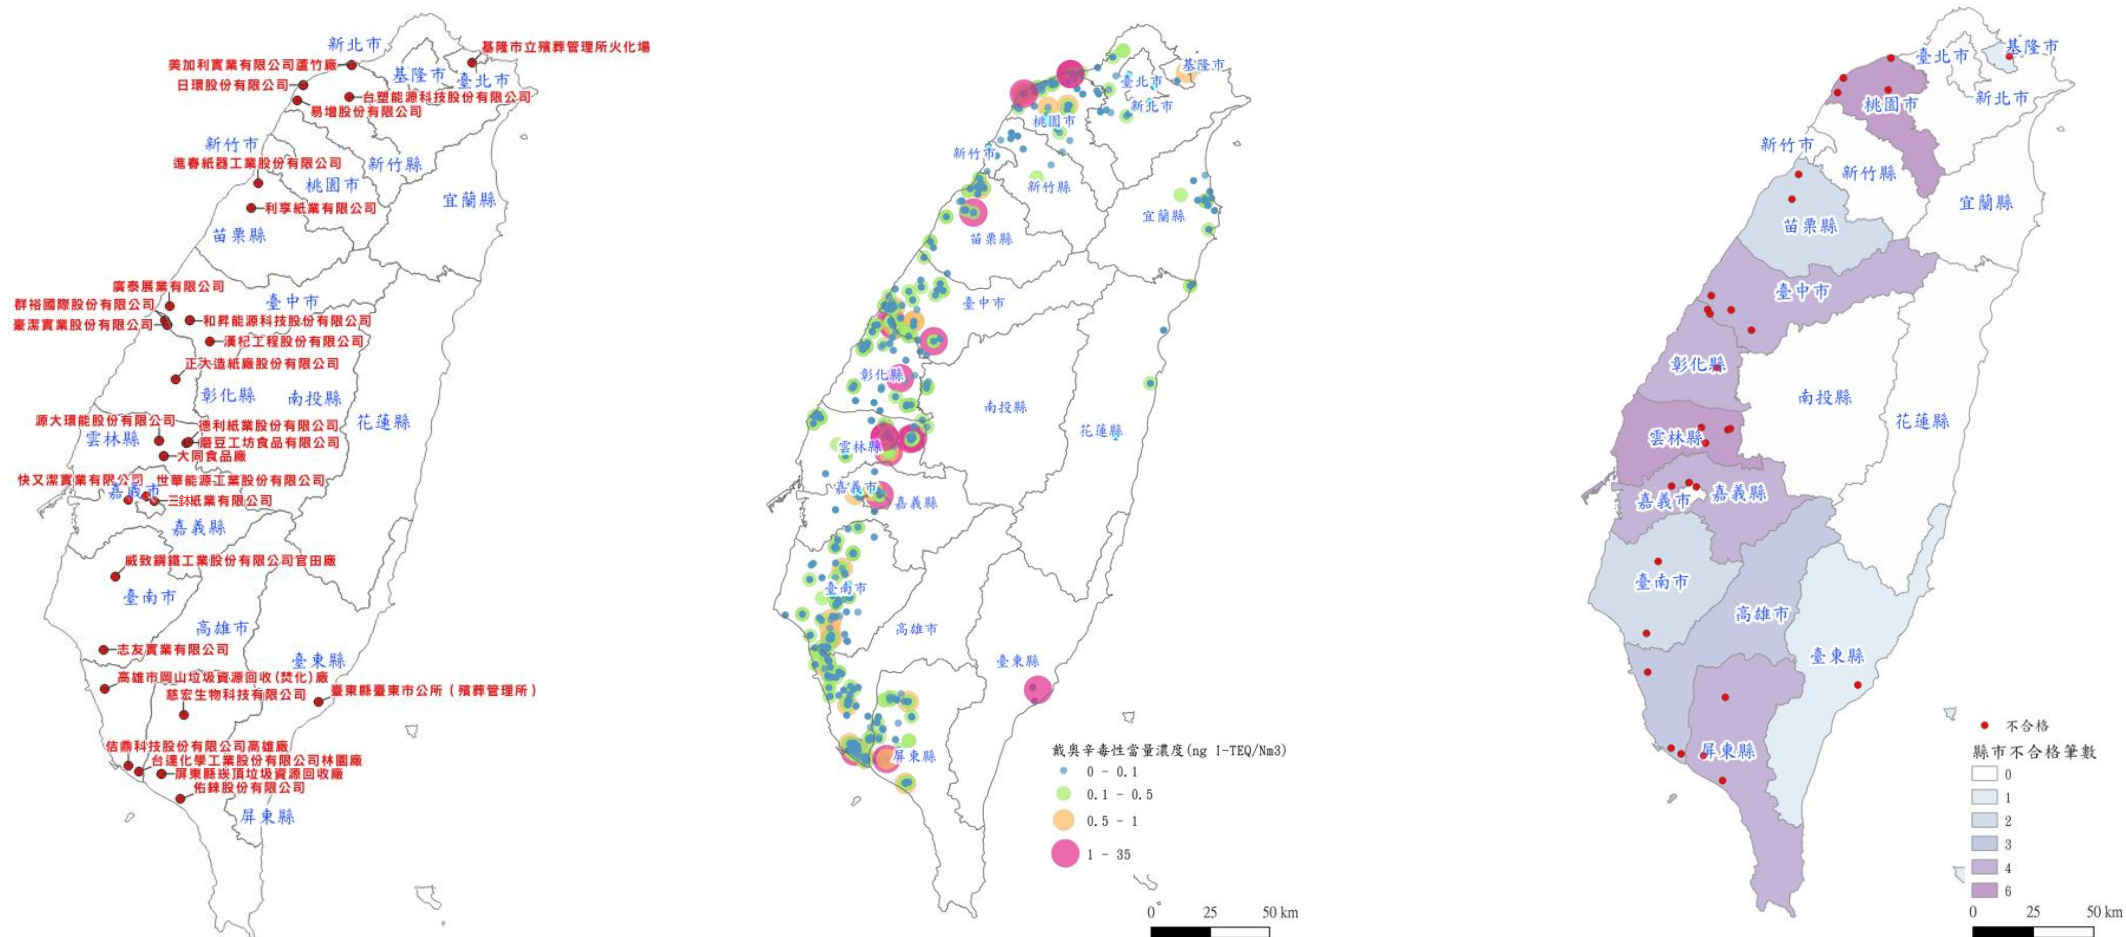 新北市
基隆市立殯葬管理所火化場
美加利實業有限公司蘆竹廠
基隆市
臺北市
日環股份有限公司
台塑能源科技股份有限公司
易增股份有限公司
新竹市
進春紙器工業股份有限公司
新竹縣
桃園市
宜蘭縣
利享紙業有限公司
苗栗縣
廣泰展業有限公司
臺中市
群裕國際股份有限公司
和昇能源科技股份有限公司
臺潔實業股份有限公司
漢杞工程股份有限公司
正大造紙廠股份有限公司
彰化縣
南投縣
花蓮縣
源大環能股份有限公司
德利紙業股份有限公司
雲林縣
磨豆工坊食品有限公司
大同食品廠
快又潔實業有限公司
世華能源工業股份有限公司
嘉義市
三鉢紙業有限公司
嘉義縣
威致鋼鐵工業股份有限公司官田廠
臺南市
高雄市
志友實業有限公司
臺東縣
高雄市岡山垃圾資源回收(焚化)廠
慈宏生物科技有限公司
臺東縣臺東市公所(殯葬管理所)
佶鼎科技股份有限公司高雄廠
台達化學工業股份有限公司林園廠
屏東縣崁頂垃圾資源回收廠
佑錸股份有限公司
屏東縣
基隆市
臺北市
新北市
桃園市
新竹市
新竹縣
宜蘭縣
苗栗縣
臺中市
彰化縣
南投縣
花蓮縣
雲林縣
嘉義市
嘉義縣
臺南市
高雄市
臺東縣
屏東縣
戴奧辛毒性當量濃度(ng I-TEQ/Nm3)
0 - 0.1
0.1 - 0.5
0.5 - 1
1 - 35
0 25 50 km
基隆市
臺北市
新北市
桃園市
新竹市
新竹縣
宜蘭縣
苗栗縣
臺中市
彰化縣
南投縣
花蓮縣
雲林縣
嘉義市
嘉義縣
臺南市
高雄市
臺東縣
屏東縣
不合格
縣市不合格筆數
0
1
2
3
4
6
0 25 50 km